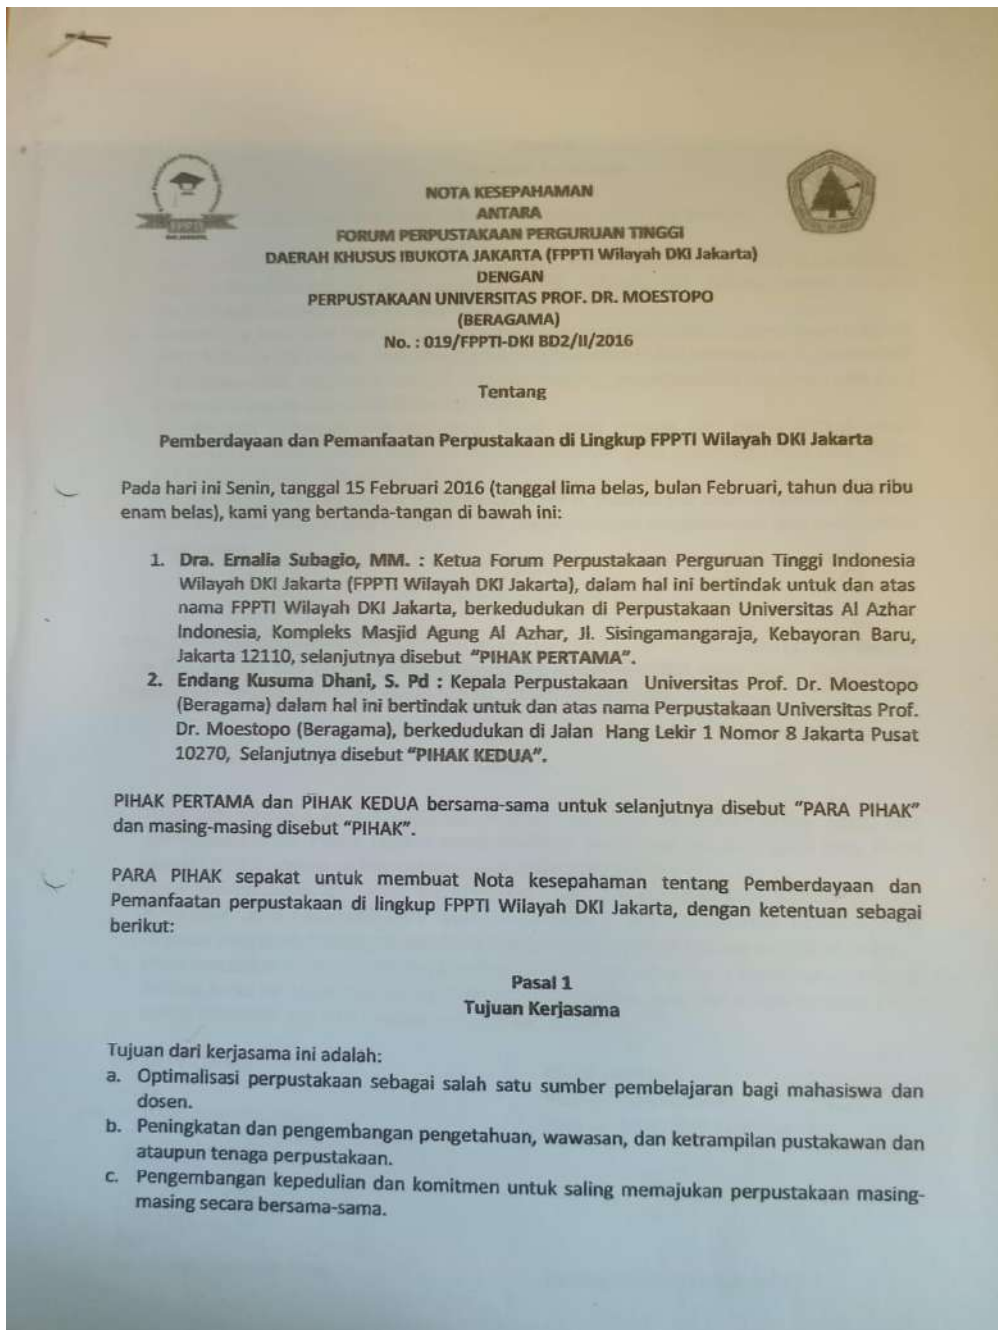 NOTA KESEPAHAMAN
ANTARA
FORUM PERPUSTAKAAN PERGURUAN TINGGI
DAERAH KHUSUS IBUKOTA JAKARTA (FPPTI Wilayah DKI Jakarta)
DENGAN
PERPUSTAKAAN UNIVERSITAS PROF. DR. MOESTOPO
(BERAGAMA)
No. : 019/FPPTI-DKI BD2/II/2016
Tentang
Pemberdayaan dan Pemanfaatan Perpustakaan di Lingkup FPPTI Wilayah DKI Jakarta
Pada hari ini Senin, tanggal 15 Februari 2016 (tanggal lima belas, bulan Februari, tahun dua ribu
enam belas), kami yang bertanda-tangan di bawah ini:
1. Dra. Ernalia Subagio, MM. : Ketua Forum Perpustakaan Perguruan Tinggi Indonesia
Wilayah DKI Jakarta (FPPTI Wilayah DKI Jakarta), dalam hal ini bertindak untuk dan atas
nama FPPTI Wilayah DKI Jakarta, berkedudukan di Perpustakaan Universitas Al Azhar
Indonesia, Kompleks Masjid Agung Al Azhar, Jl. Sisingamangaraja, Kebayoran Baru,
Jakarta 12110, selanjutnya disebut "PIHAK PERTAMA".
2. Endang Kusuma Dhani, S. Pd : Kepala Perpustakaan Universitas Prof. Dr. Moestopo
(Beragama) dalam hal ini bertindak untuk dan atas nama Perpustakaan Universitas Prof.
Dr. Moestopo (Beragama), berkedudukan di Jalan Hang Lekir 1 Nomor 8 Jakarta Pusat
10270, Selanjutnya disebut "PIHAK KEDUA".
PIHAK PERTAMA dan PIHAK KEDUA bersama-sama untuk selanjutnya disebut "PARA PIHAK"
dan masing-masing disebut "PIHAK".
PARA PIHAK sepakat untuk membuat Nota kesepahaman tentang Pemberdayaan dan
Pemanfaatan perpustakaan di lingkup FPPTI Wilayah DKI Jakarta, dengan ketentuan sebagai
berikut:
Pasal 1
Tujuan Kerjasama
Tujuan dari kerjasama ini adalah:
a. Optimalisasi perpustakaan sebagai salah satu sumber pembelajaran bagi mahasiswa dan
dosen.
b. Peningkatan dan pengembangan pengetahuan, wawasan, dan ketrampilan pustakawan dan
ataupun tenaga perpustakaan.
c. Pengembangan kepedulian dan komitmen untuk saling memajukan perpustakaan masing-
masing secara bersama-sama.